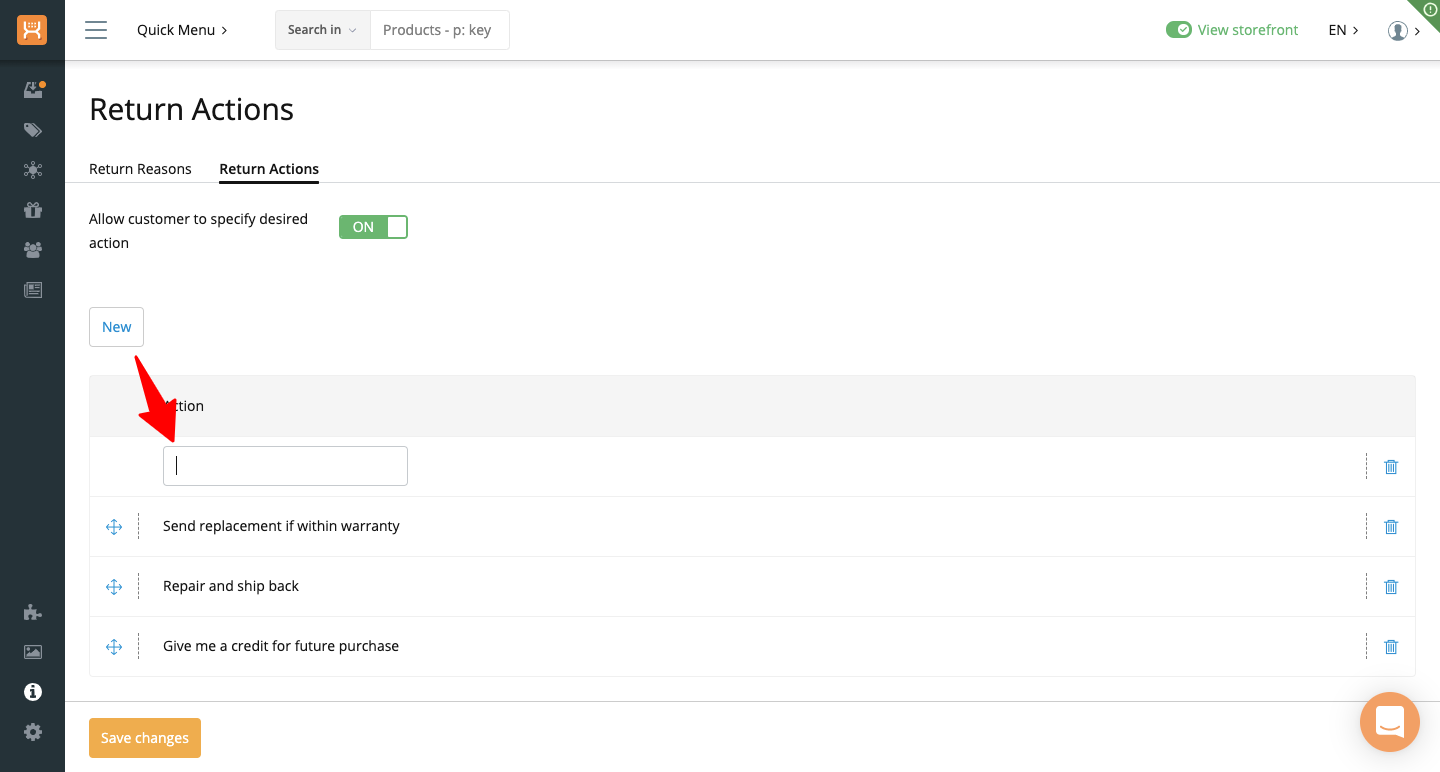 Quick Menu
Search in
Products - p: key
View storefront
EN
Return Actions
Return Reasons
Return Actions
Allow customer to specify desired
action
ON
New
Action
Send replacement if within warranty
Repair and ship back
Give me a credit for future purchase
Save changes